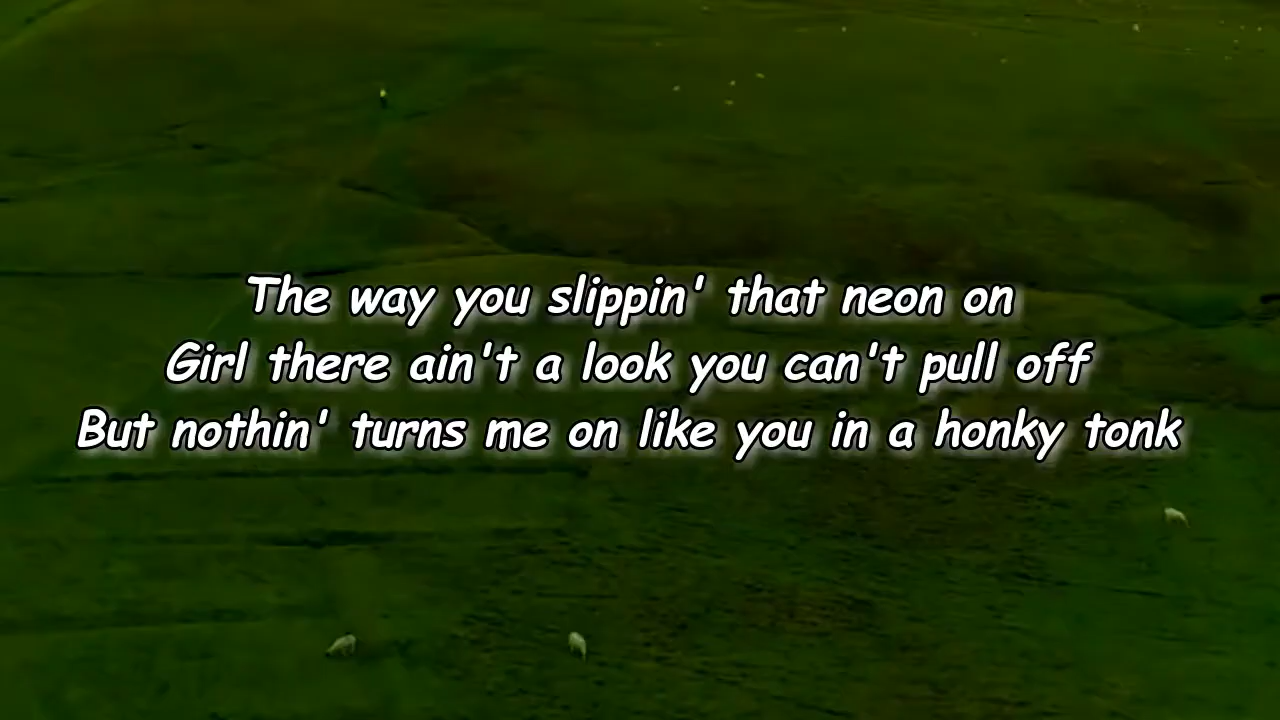 The way you slippin' that neon on
Girl there ain't a look you can't pull off
But nothin' turns me on like you in a honky tonk